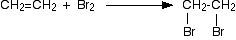 CH₂=CH₂ + Br₂ CH₂-CH₂
Br Br